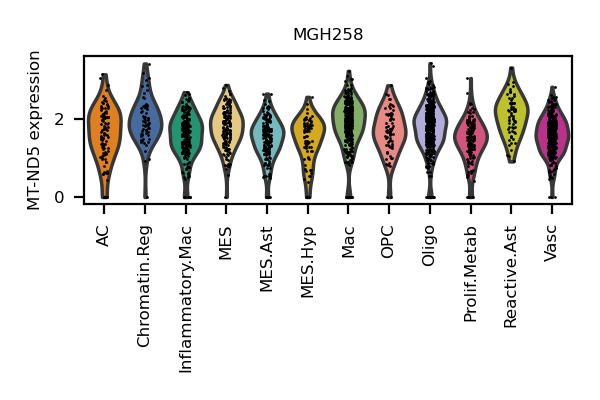 MGH258
MT-ND5 expression
2
0
AC
Chromatin.Reg
Inflammatory.Mac
MES
MES.Ast
MES.Hyp
Mac
OPC
Oligo
Prolif.Metab
Reactive.Ast
Vasc